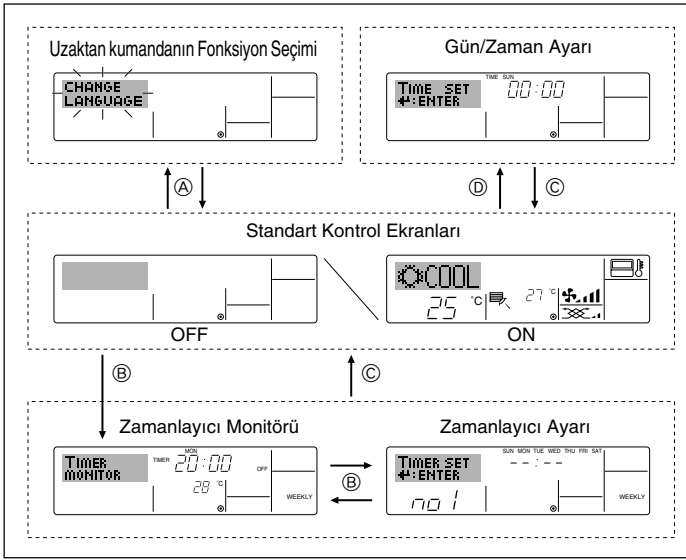 Uzaktan kumandanın Fonksiyon Seçimi
CHANGE
LANGUAGE
Gün/Zaman Ayarı
TIME SUN
TIME SET 00:00
↵:ENTER
Ⓐ
Ⓓ Ⓒ
Standart Kontrol Ekranları
OFF
COOL
25 °C 27 °C
ON
Ⓑ
Ⓒ
Zamanlayıcı Monitörü
MON
TIMER TIMER 20:00 OFF
MONITOR
28 °C
WEEKLY
Ⓑ
Zamanlayıcı Ayarı
SUN MON TUE WED THU FRI SAT
TIMER SET --:--
↵:ENTER
no 1
WEEKLY